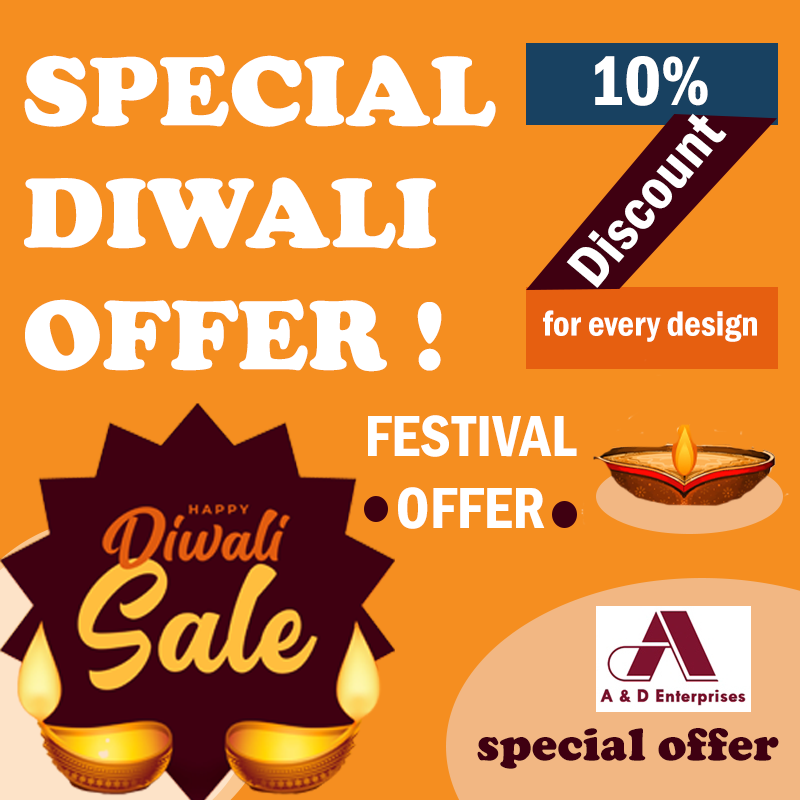 SPECIAL
DIWALI
OFFER !
10%
Discount
for every design
FESTIVAL
OFFER
HAPPY
Diwali
Sale
A & D Enterprises
special offer